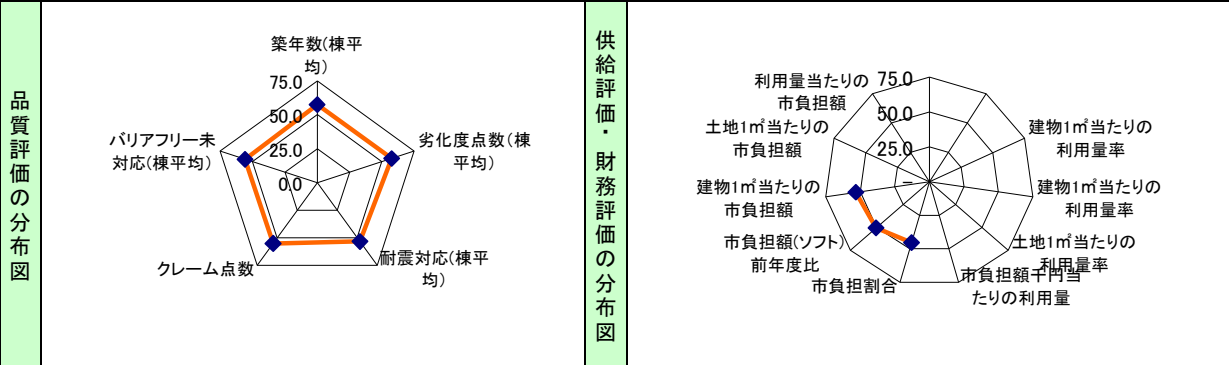 品質評価の分布図
築年数(棟平
均)
劣化度点数(棟
平均)
耐震対応(棟平
均)
クレーム点数
バリアフリー未
対応(棟平均)
75.0
50.0
25.0
0.0
供給評価・財務評価の分布図
75.0
50.0
25.0
-
建物1㎡当たりの
利用量率
建物1㎡当たりの
利用量率
土地1㎡当たりの
利用量率
市負担額千円当
たりの利用量
市負担割合
市負担額(ソフト)
前年度比
建物1㎡当たりの
市負担額
土地1㎡当たりの
市負担額
利用量当たりの
市負担額